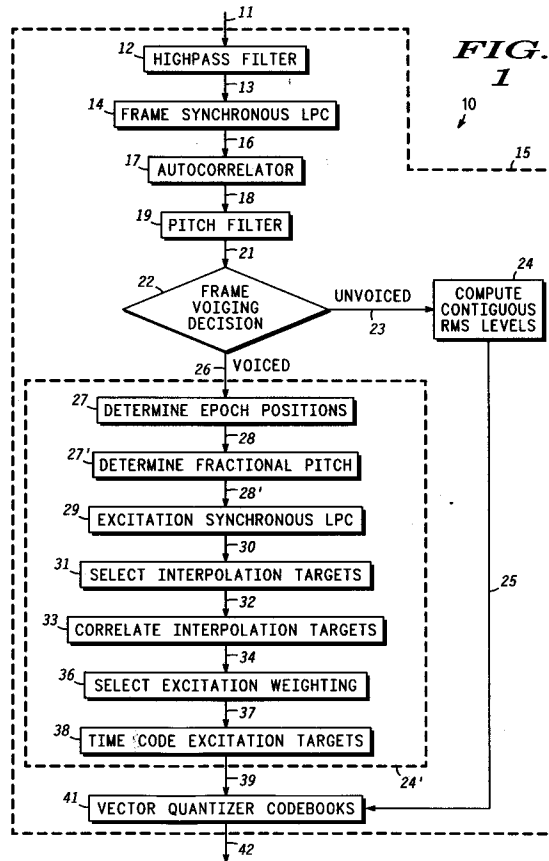 11
12
HIGHPASS FILTER
FIG.
1
13
10
14
FRAME SYNCHRONOUS LPC
16
15
17
AUTOCORRELATOR
18
19
PITCH FILTER
21
22
FRAME
VOIGING
DECISION
UNVOICED
23
24
COMPUTE
CONTIGUOUS
RMS LEVELS
26
VOICED
27
DETERMINE EPOCH POSITIONS
28
27'
DETERMINE FRACTIONAL PITCH
28'
29
EXCITATION SYNCHRONOUS LPC
30
31
SELECT INTERPOLATION TARGETS
25
32
33
CORRELATE INTERPOLATION TARGETS
34
36
SELECT EXCITATION WEIGHTING
37
38
TIME CODE EXCITATION TARGETS
39
24'
41
VECTOR QUANTIZER CODEBOOKS
42